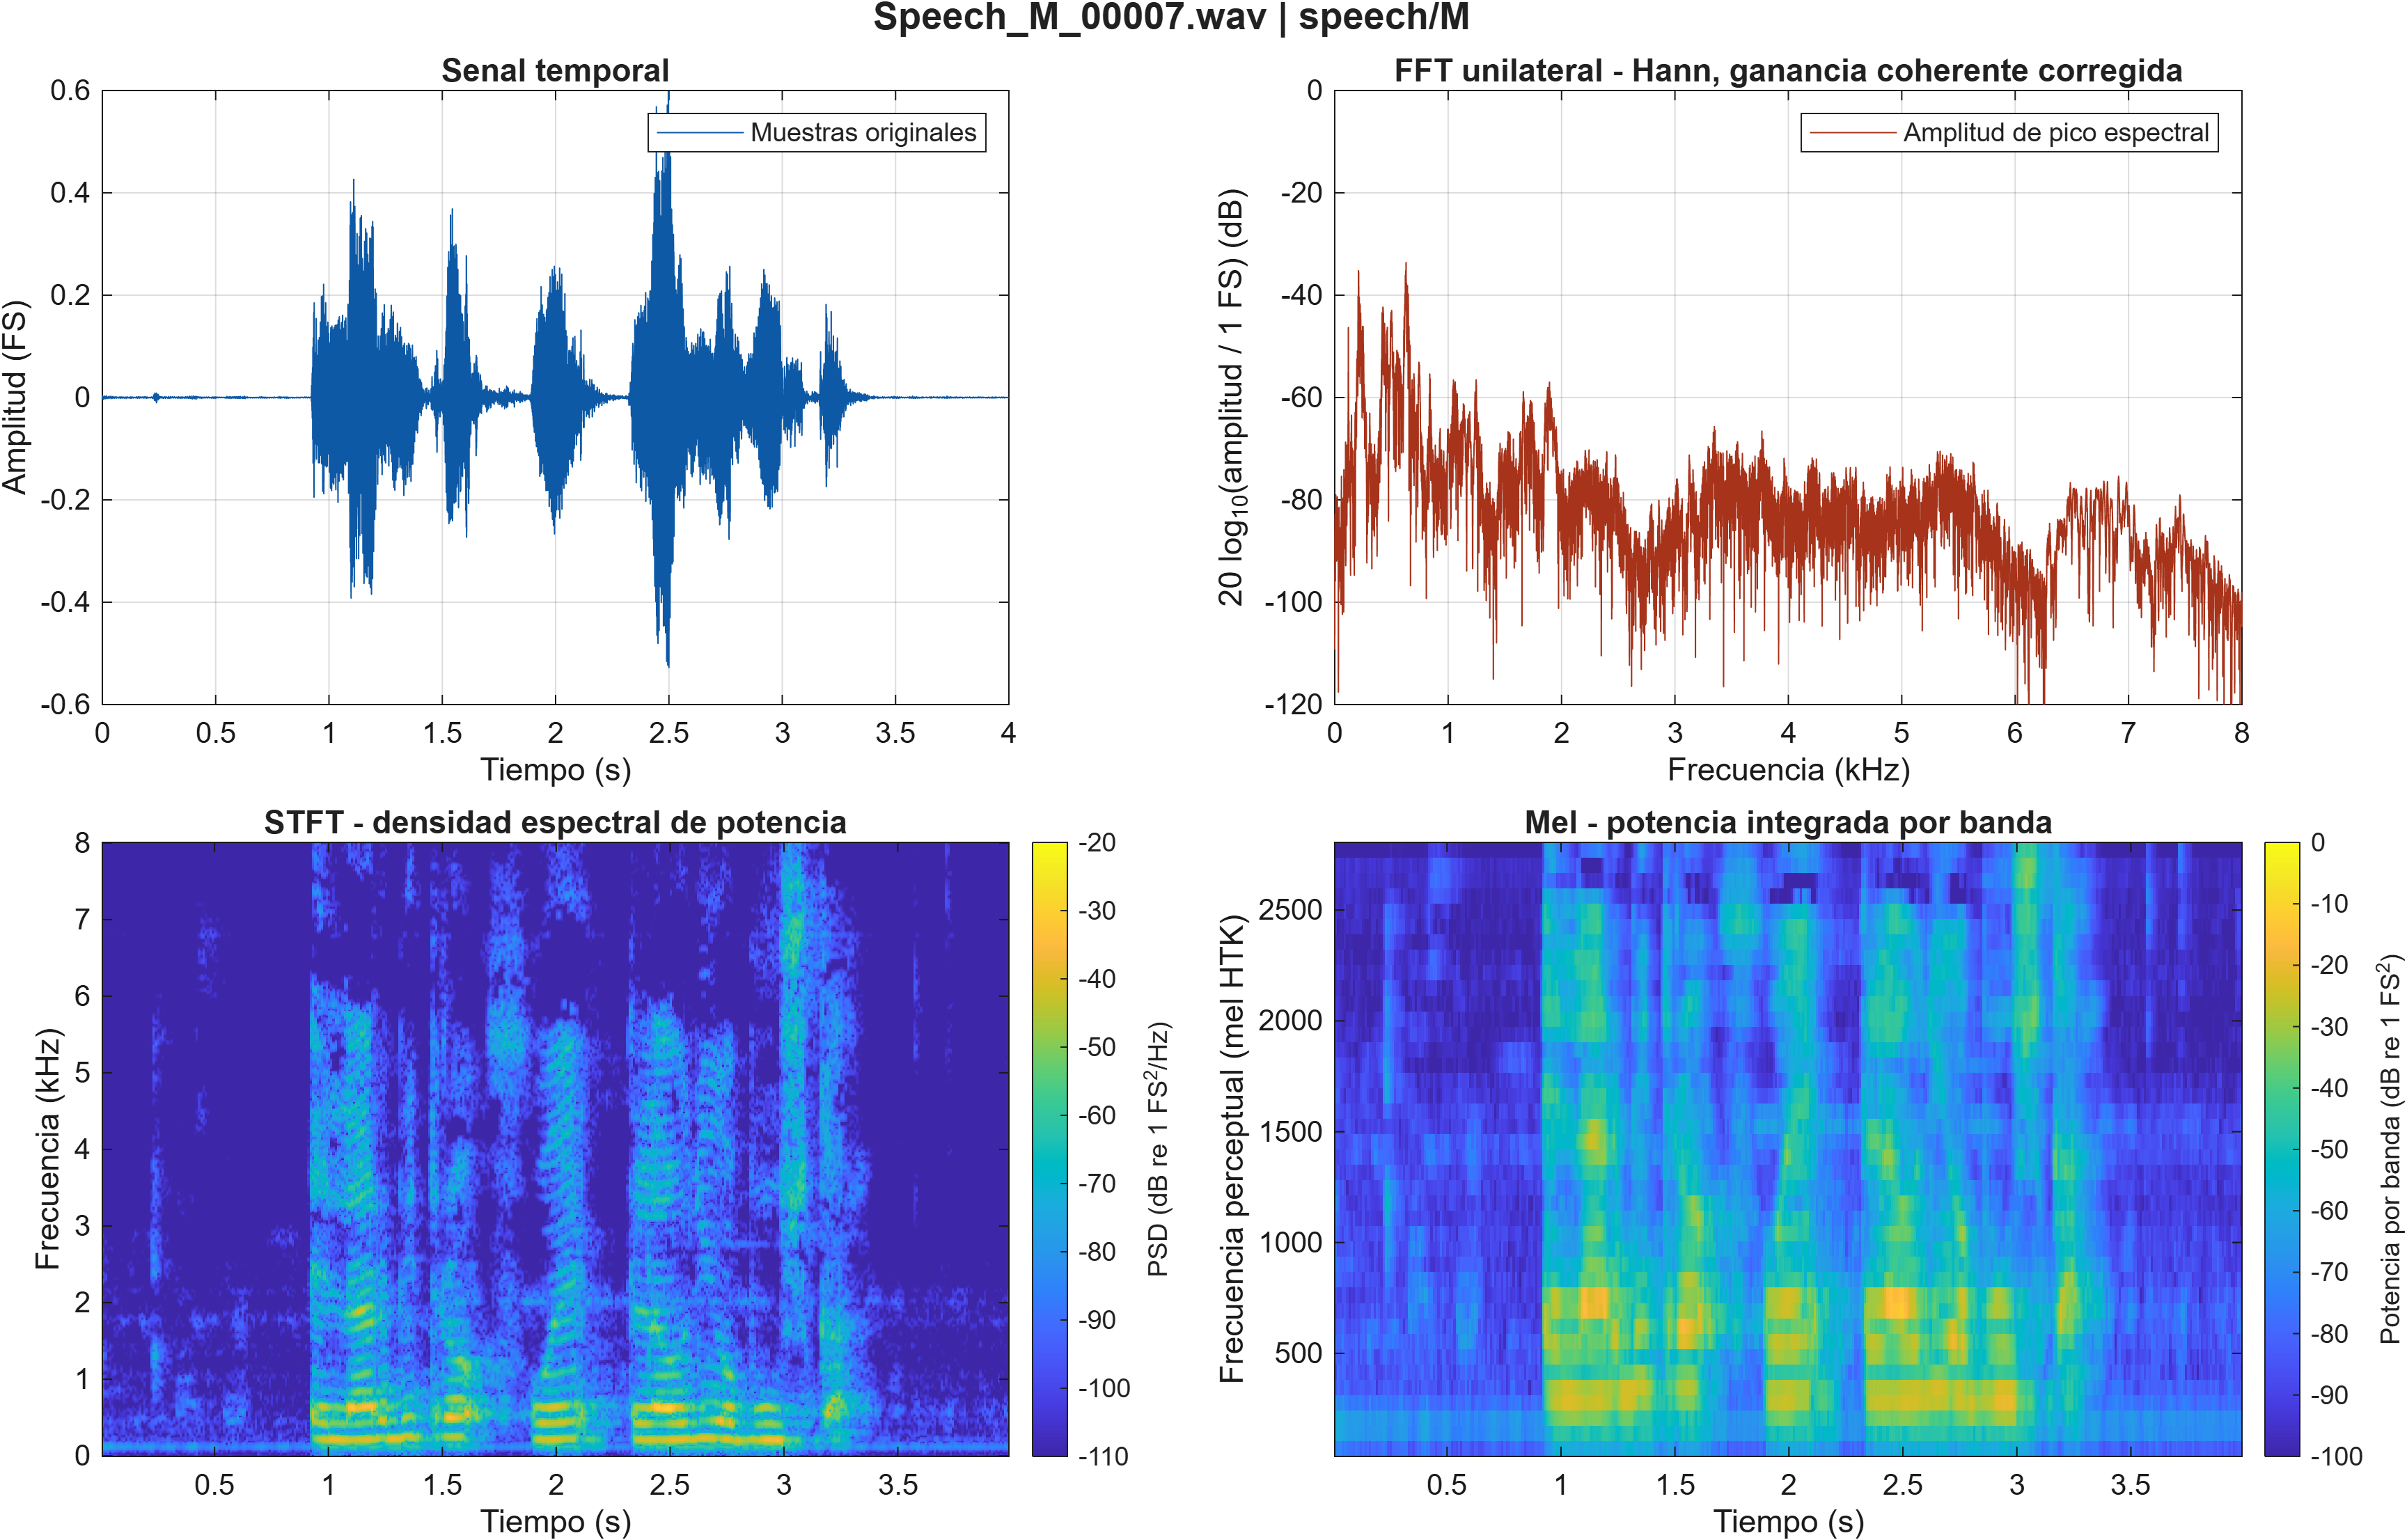 Speech_M_00007.wav | speech/M
Senal temporal
Muestras originales
Amplitud (FS)
0.6
0.4
0.2
0
-0.2
-0.4
-0.6
0 0.5 1 1.5 2 2.5 3 3.5 4
Tiempo (s)
FFT unilateral - Hann, ganancia coherente corregida
Amplitud de pico espectral
20 log10(amplitud / 1 FS) (dB)
0
-20
-40
-60
-80
-100
-120
0 1 2 3 4 5 6 7 8
Frecuencia (kHz)
STFT - densidad espectral de potencia
Frecuencia (kHz)
8
7
6
5
4
3
2
1
0
0.5 1 1.5 2 2.5 3 3.5
Tiempo (s)
-20
-30
-40
-50
-60
-70
-80
-90
-100
-110
PSD (dB re 1 FS²/Hz)
Mel - potencia integrada por banda
Frecuencia perceptual (mel HTK)
2500
2000
1500
1000
500
0.5 1 1.5 2 2.5 3 3.5
Tiempo (s)
0
-10
-20
-30
-40
-50
-60
-70
-80
-90
-100
Potencia por banda (dB re 1 FS²)